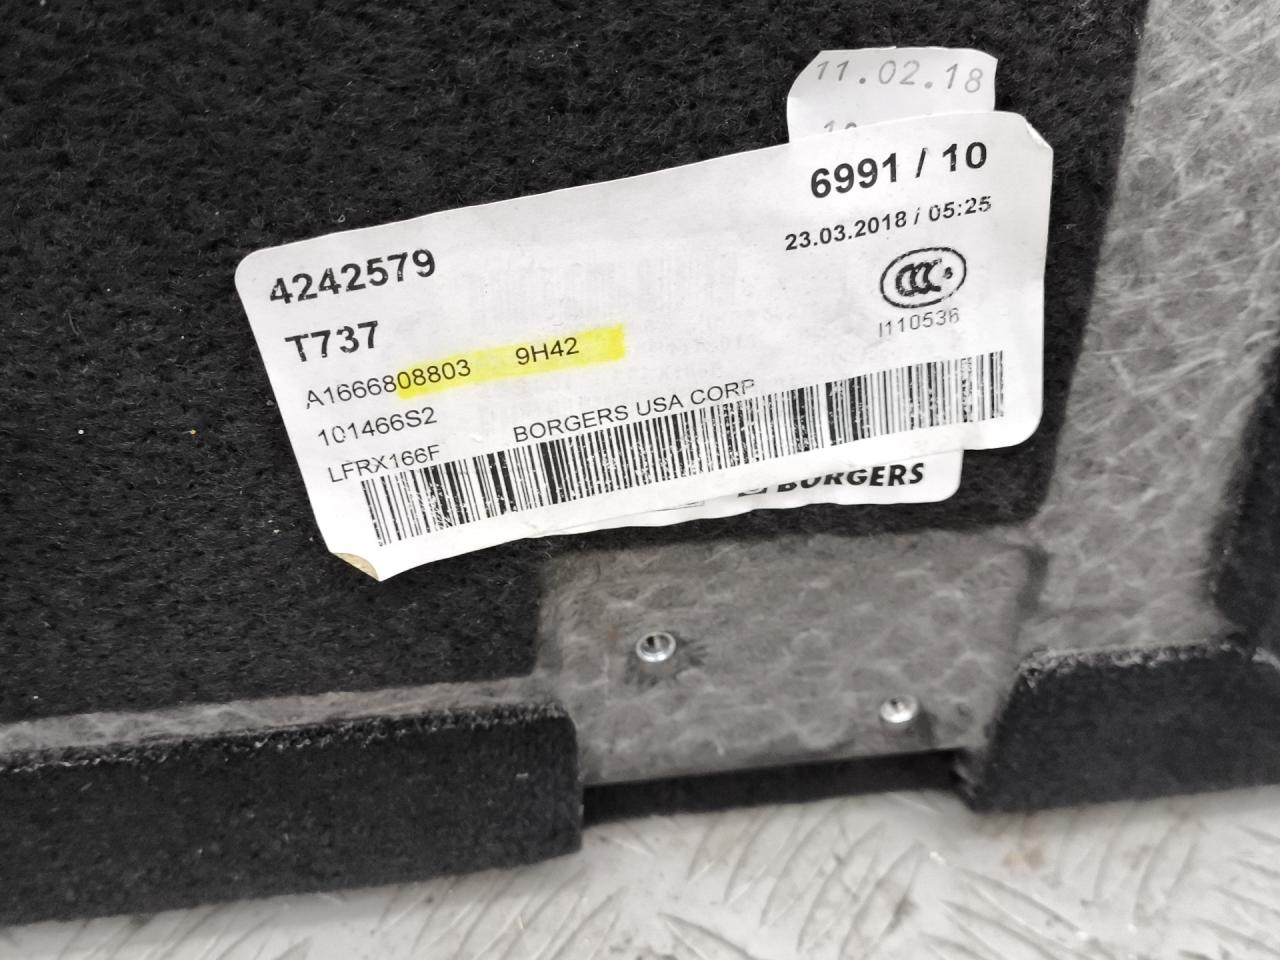 11.02.18
6991 / 10
23.03.2018 / 05:25
4242579
T737
CCC S
I110536
A1666808803 9H42
101466S2
BORGERS USA CORP
LFRX166F
BORGERS